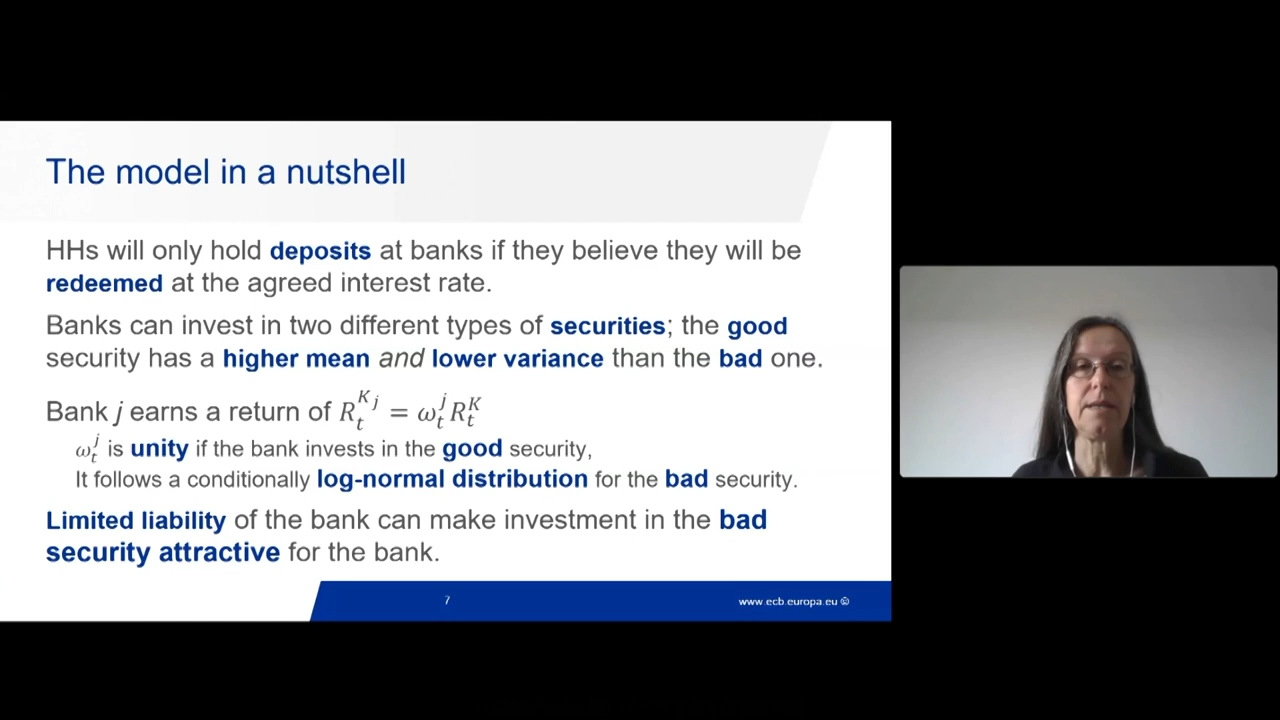 The model in a nutshell
HHs will only hold deposits at banks if they believe they will be
redeemed at the agreed interest rate.
Banks can invest in two different types of securities; the good
security has a higher mean and lower variance than the bad one.
Bank j earns a return of R_t^{K_j} = ω_t^j R_t^K
ω_t^j is unity if the bank invests in the good security,
It follows a conditionally log-normal distribution for the bad security.
Limited liability of the bank can make investment in the bad
security attractive for the bank.
7
www.ecb.europa.eu ©